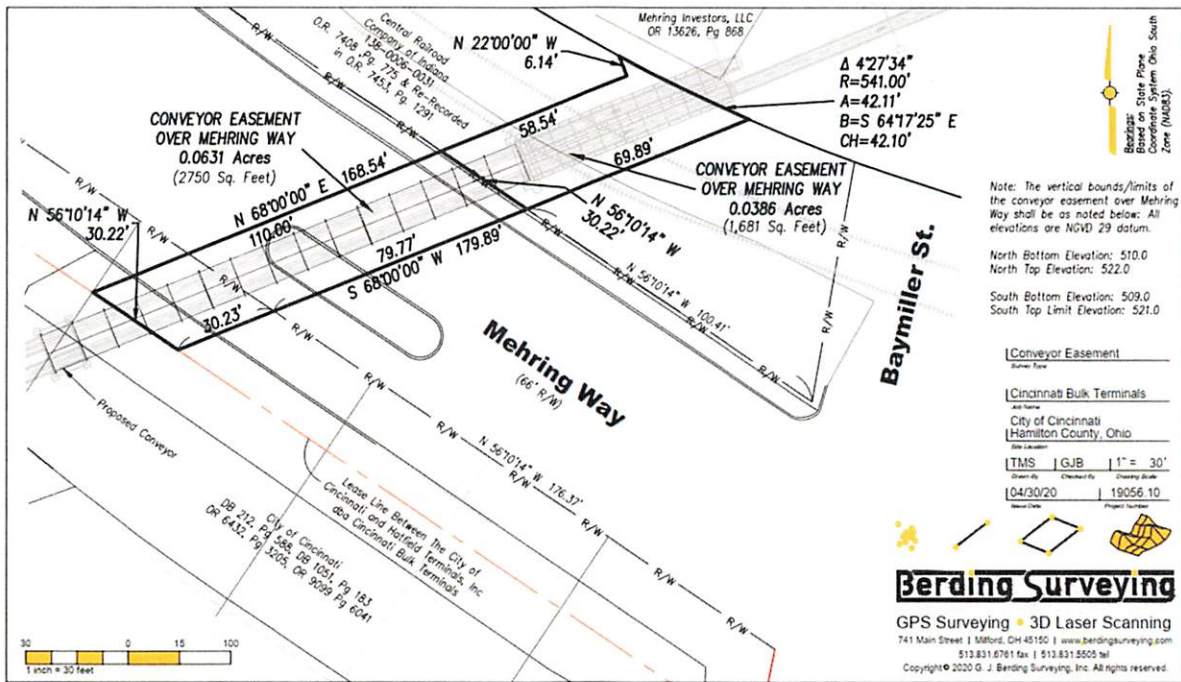 Mehring Investors, LLC
OR 13626, Pg 868
N 22°00'00" W
6.14'
Central Railroad
Company of Indiana
138-0006-0031
O.R. 7408, Pg. 775 & Re-Recorded
in O.R. 7453, Pg. 1291
R/W
R/W
R/W
R/W
Δ 4°27'34"
R=541.00'
A=42.11'
B=S 64°17'25" E
CH=42.10'
CONVEYOR EASEMENT
OVER MEHRING WAY
0.0631 Acres
(2750 Sq. Feet)
58.54'
69.89'
CONVEYOR EASEMENT
OVER MEHRING WAY
0.0386 Acres
(1,681 Sq. Feet)
N 68°00'00" E 168.54'
110.00'
N 56°10'14" W
30.22'
N 56°10'14" W
30.22'
79.77'
S 68°00'00" W 179.89'
30.23'
R/W
R/W
R/W
R/W
R/W
N 56°10'14" W 100.41'
R/W
R/W
R/W
Mehring Way
(66' R/W)
Baymiller St.
Proposed Conveyor
R/W
R/W
R/W
N 56°10'14" W 176.37'
R/W
R/W
R/W
R/W
Lease Line Between The City of
Cincinnati and Hatfield Terminals, Inc
dba Cincinnati Bulk Terminals
City of Cincinnati
DB 212, Pg 588, DB 1051, Pg 183
OR 6432, Pg 3205, OR 9099 Pg 6041
30 0 15 100
1 inch = 30 feet
Bearings:
Based on State Plane
Coordinate System Ohio South
Zone (NAD83).
Note: The vertical bounds/limits of
the conveyor easement over Mehring
Way shall be as noted below: All
elevations are NGVD 29 datum.
North Bottom Elevation: 510.0
North Top Elevation: 522.0
South Bottom Elevation: 509.0
South Top Limit Elevation: 521.0
Conveyor Easement
Survey Type
Cincinnati Bulk Terminals
Job Name
City of Cincinnati
Hamilton County, Ohio
Site Location
TMS GJB 1" = 30'
Drawn By Checked By Drawing Scale
04/30/20 19056.10
Issue Date Project Number
Berding Surveying
GPS Surveying • 3D Laser Scanning
741 Main Street | Milford, OH 45150 | www.berdingsurveying.com
513.831.6761 fax | 513.831.5505 tel
Copyright © 2020 G. J. Berding Surveying, Inc. All rights reserved.